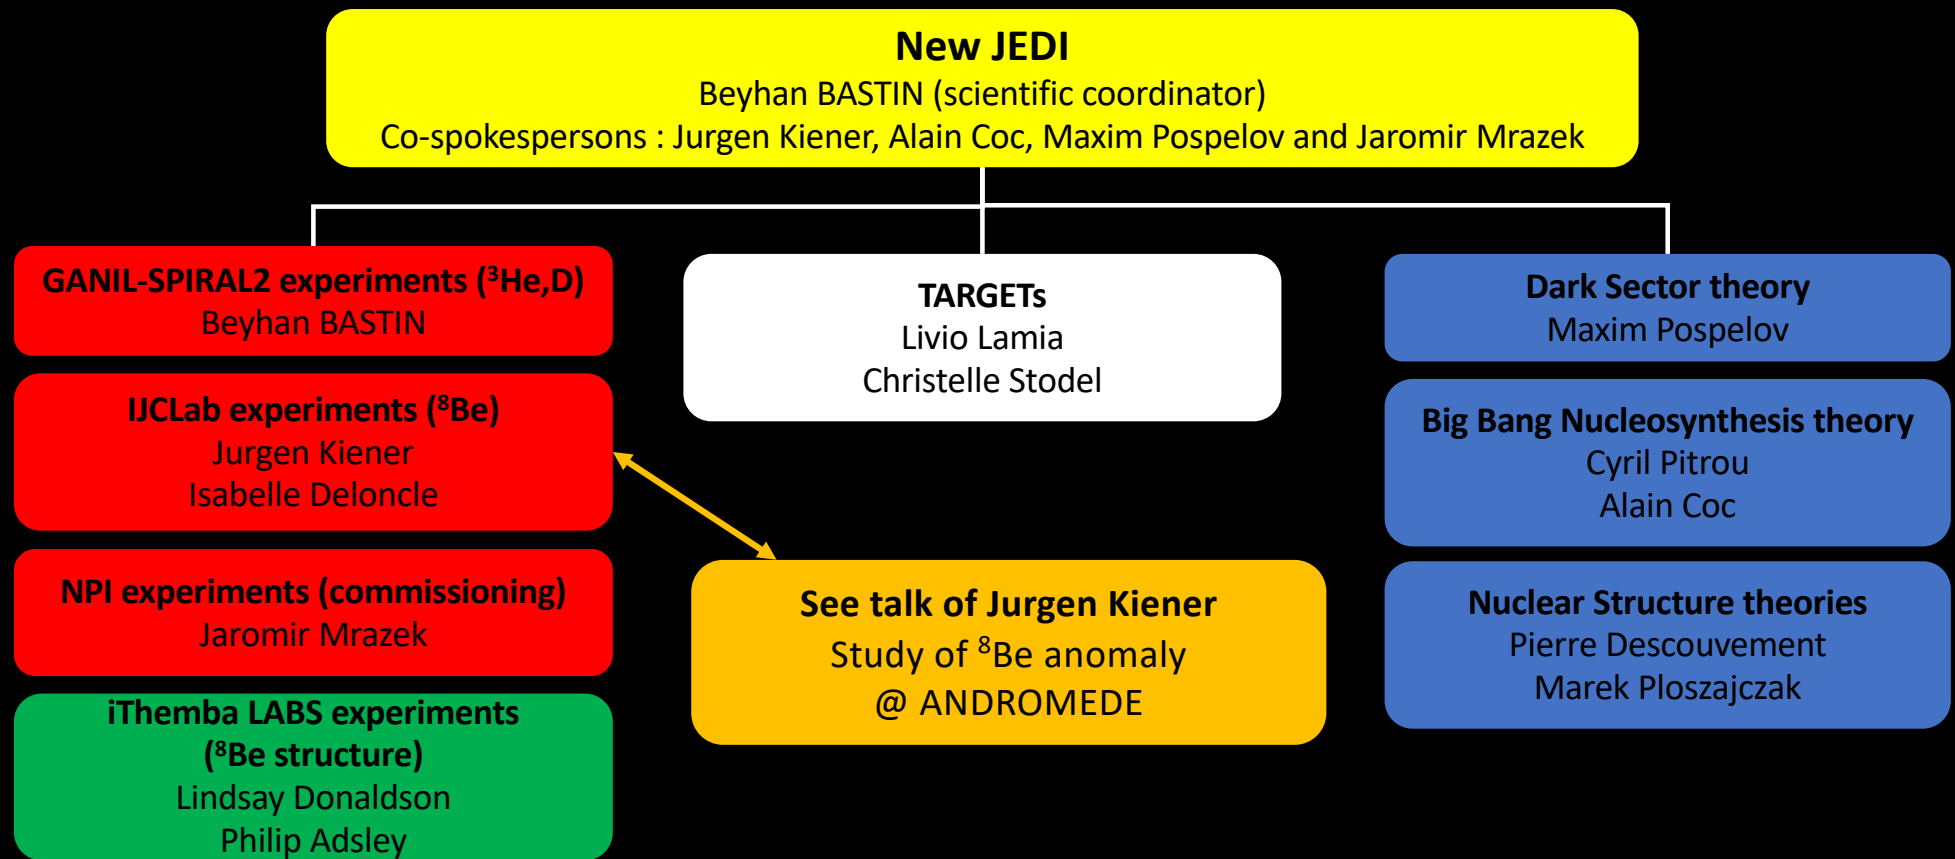 New JEDI
Beyhan BASTIN (scientific coordinator)
Co-spokespersons : Jurgen Kiener, Alain Coc, Maxim Pospelov and Jaromir Mrazek
GANIL-SPIRAL2 experiments (³He,D)
Beyhan BASTIN
IJCLab experiments (⁸Be)
Jurgen Kiener
Isabelle Deloncle
NPI experiments (commissioning)
Jaromir Mrazek
iThemba LABS experiments
(⁸Be structure)
Lindsay Donaldson
Philip Adsley
TARGETs
Livio Lamia
Christelle Stodel
See talk of Jurgen Kiener
Study of ⁸Be anomaly
@ ANDROMEDE
Dark Sector theory
Maxim Pospelov
Big Bang Nucleosynthesis theory
Cyril Pitrou
Alain Coc
Nuclear Structure theories
Pierre Descouvement
Marek Ploszajczak